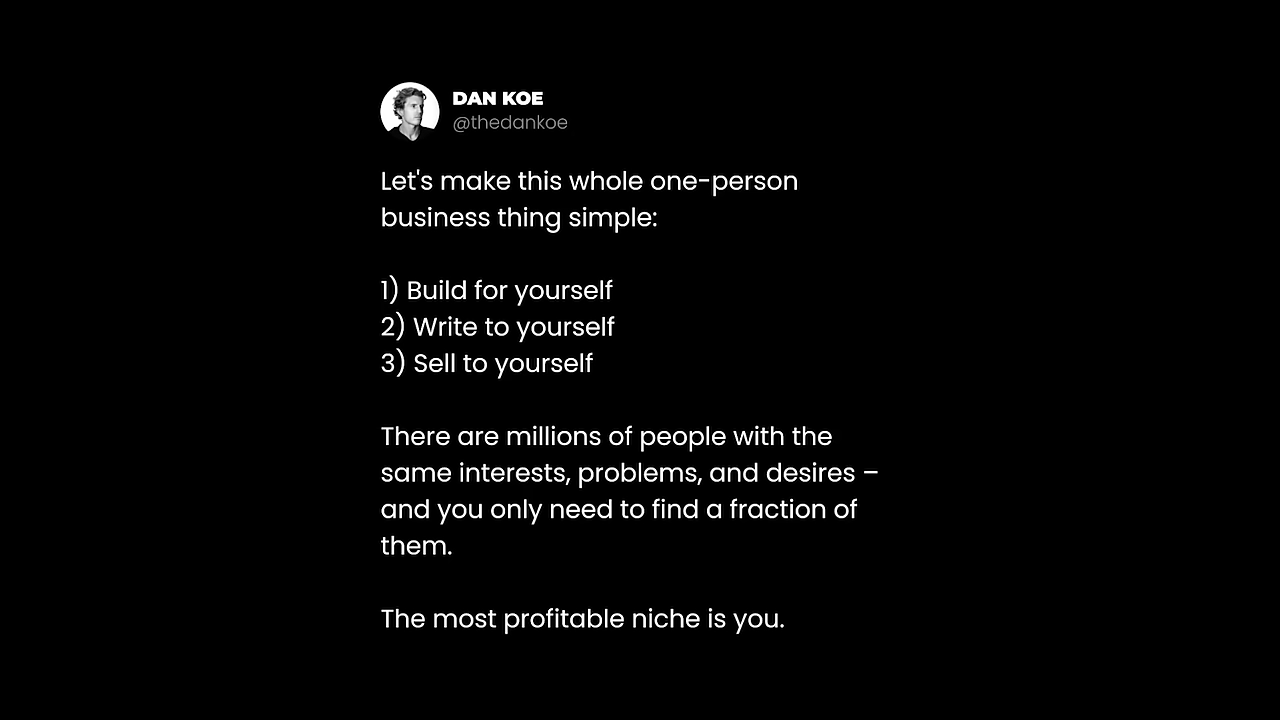 DAN KOE
@thedankoe
Let's make this whole one-person
business thing simple:
1) Build for yourself
2) Write to yourself
3) Sell to yourself
There are millions of people with the
same interests, problems, and desires –
and you only need to find a fraction of
them.
The most profitable niche is you.